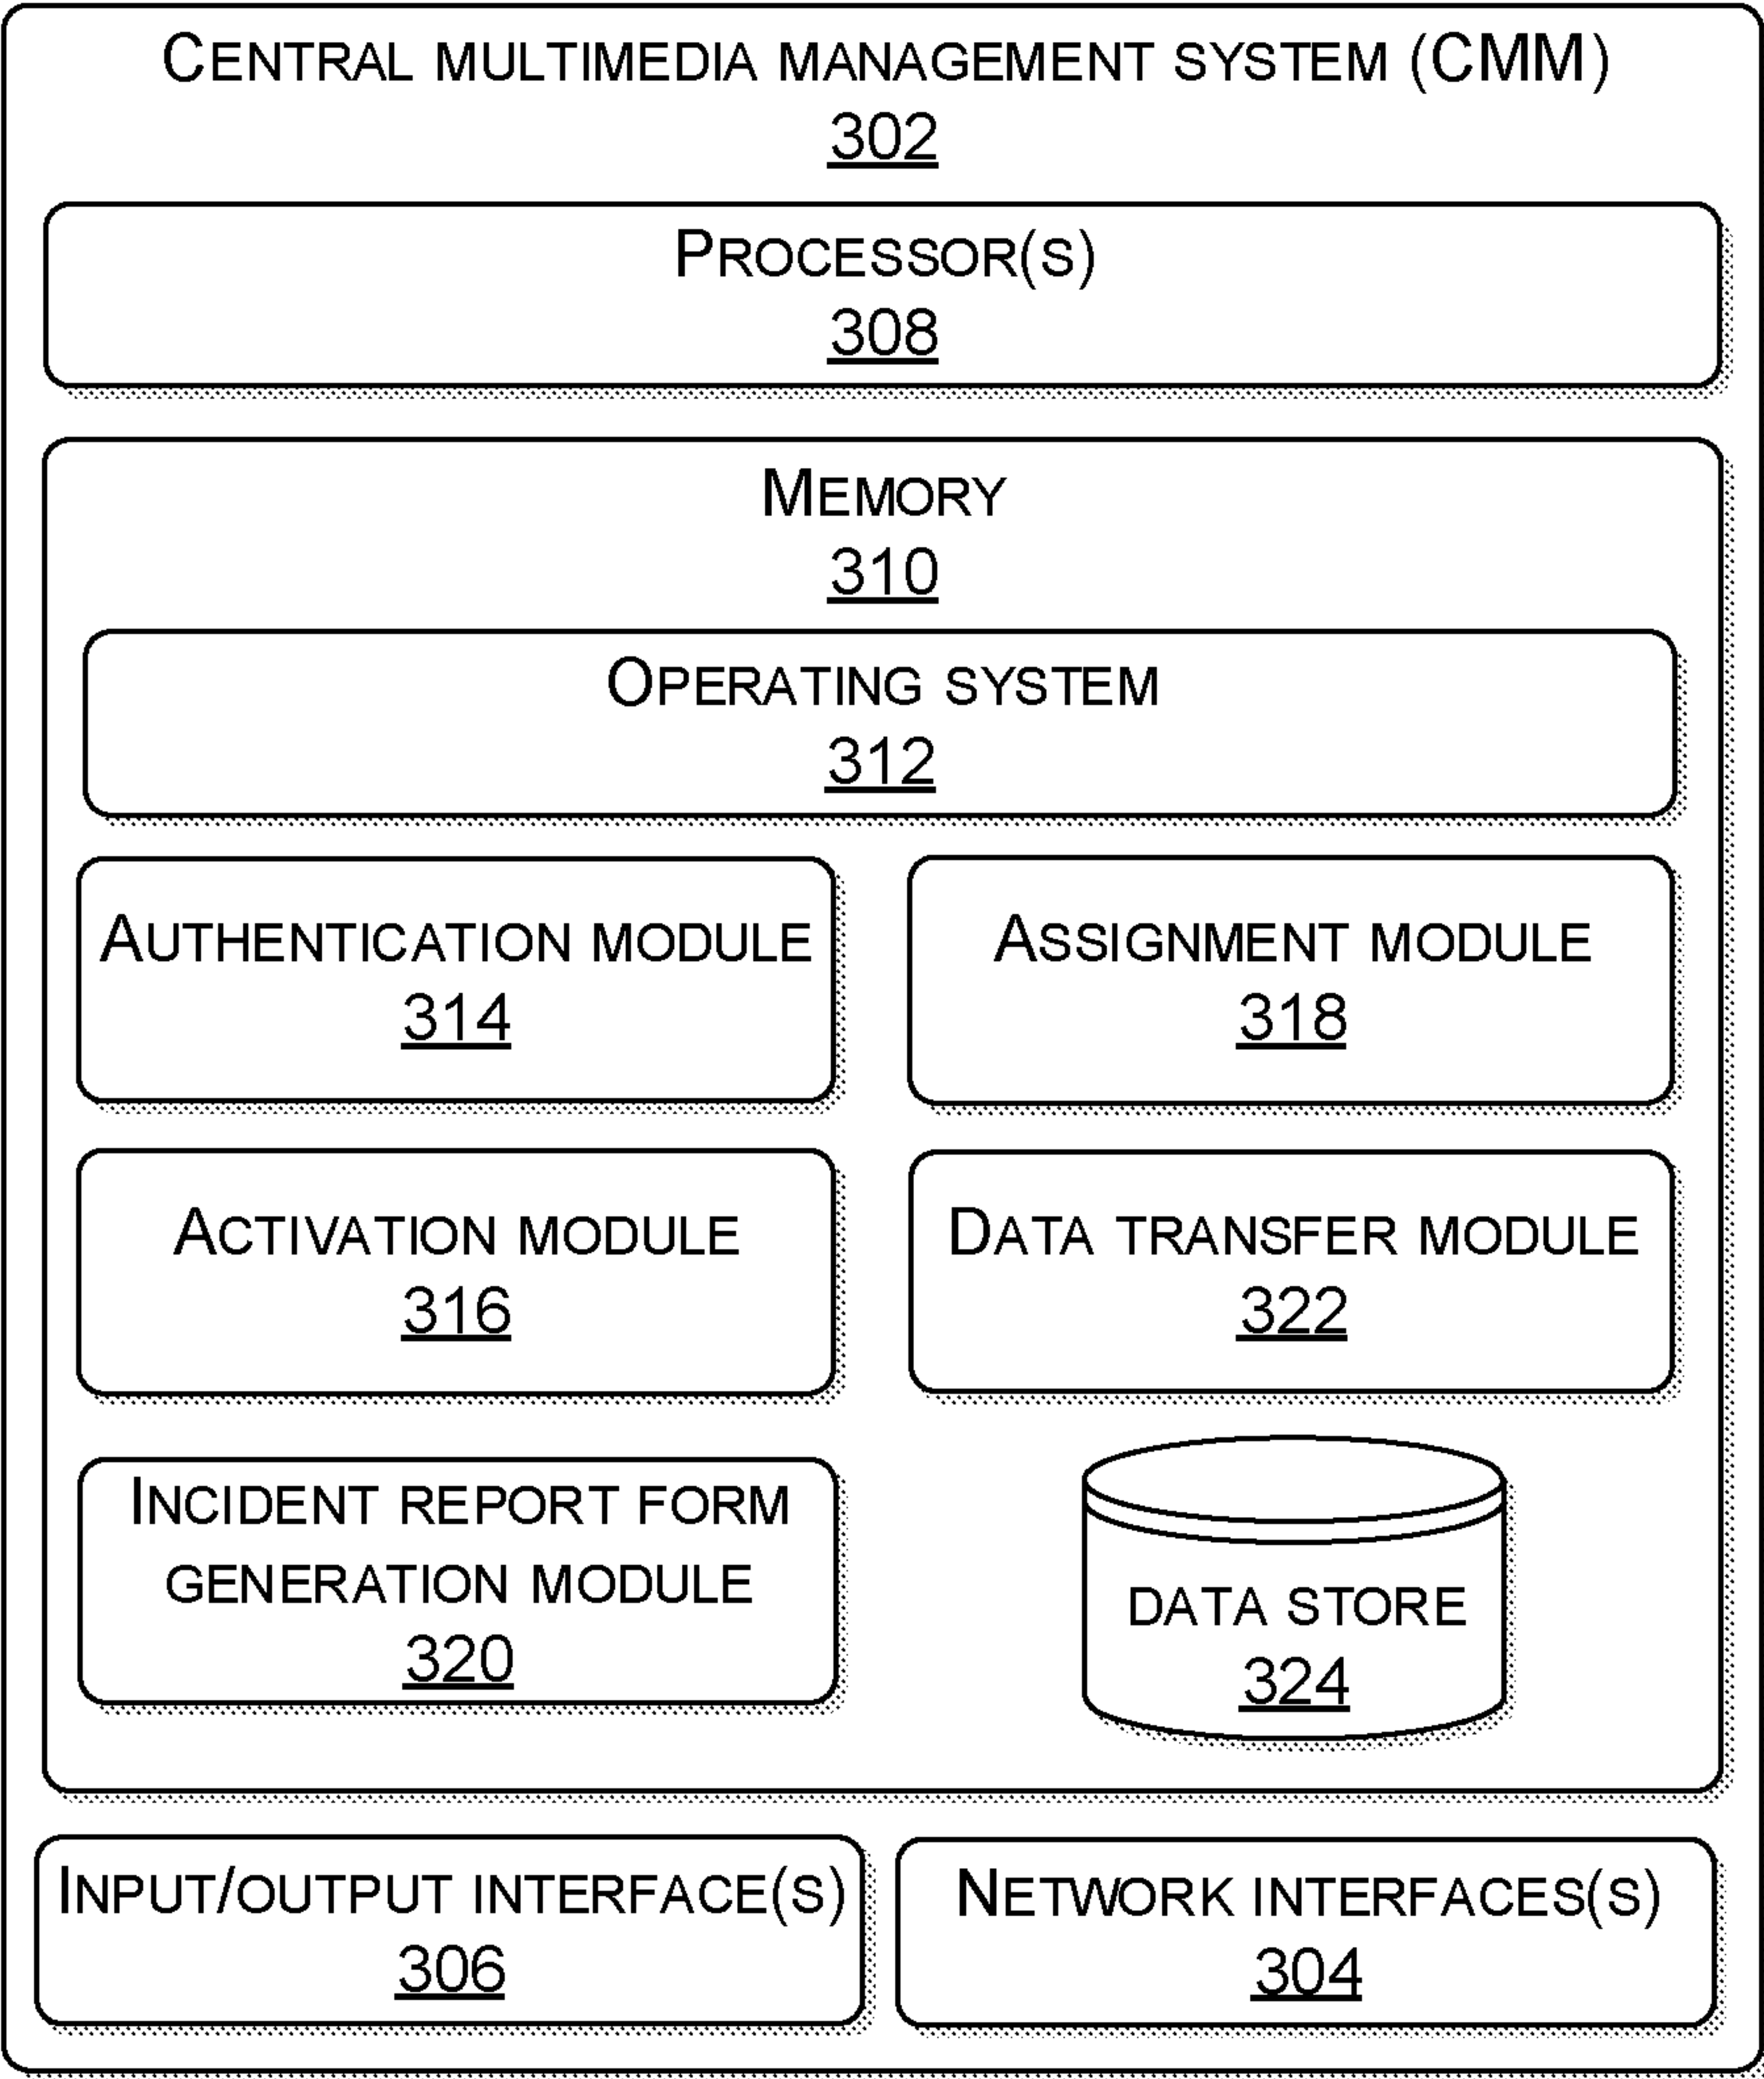 CENTRAL MULTIMEDIA MANAGEMENT SYSTEM (CMM)
302
PROCESSOR(S)
308
MEMORY
310
OPERATING SYSTEM
312
AUTHENTICATION MODULE
314
ASSIGNMENT MODULE
318
ACTIVATION MODULE
316
DATA TRANSFER MODULE
322
INCIDENT REPORT FORM
GENERATION MODULE
320
DATA STORE
324
INPUT/OUTPUT INTERFACE(S)
306
NETWORK INTERFACES(S)
304